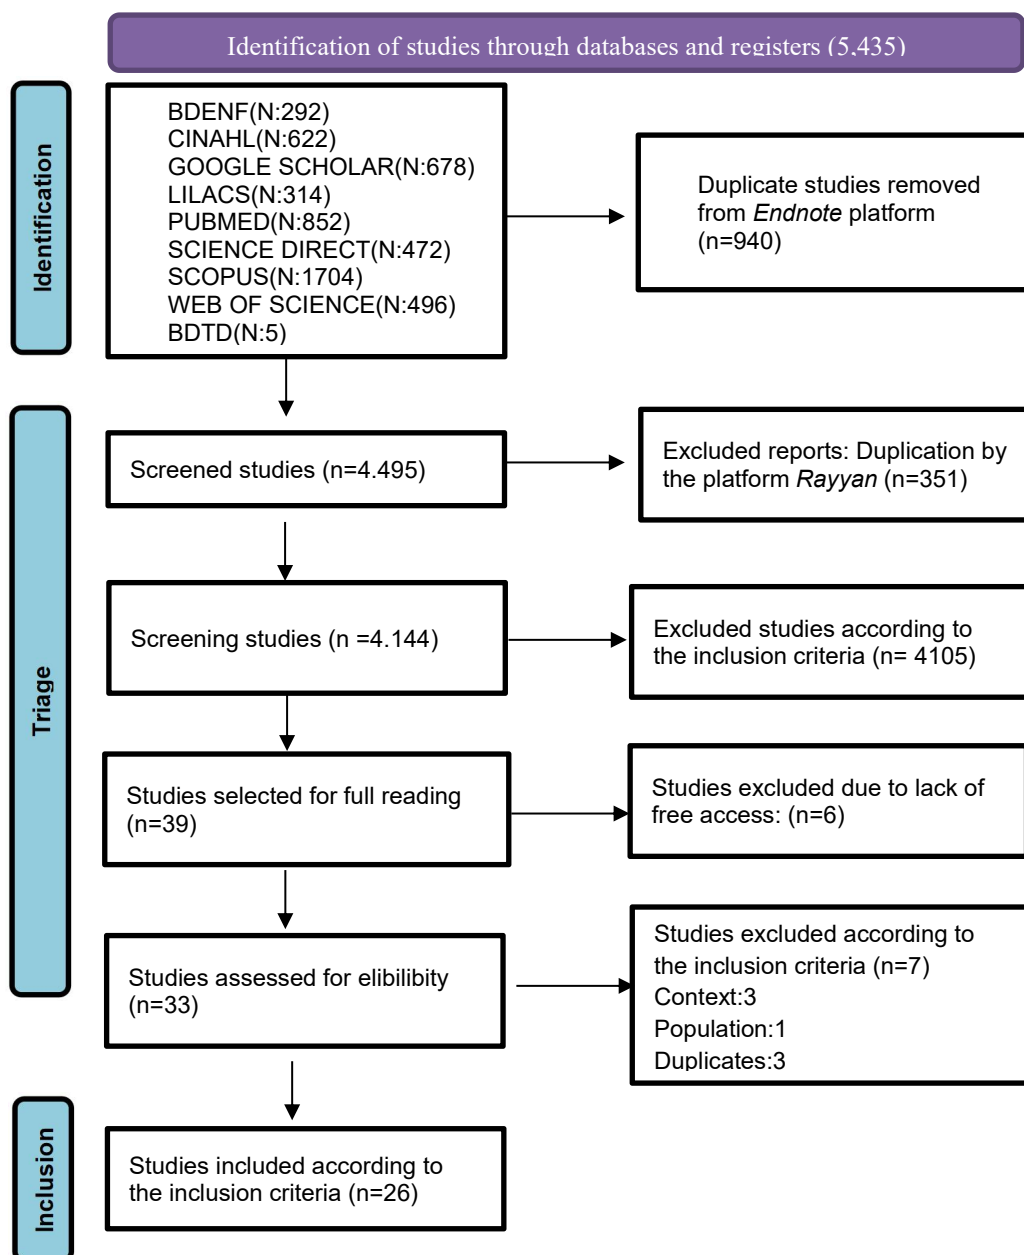 Identification of studies through databases and registers (5,435)
Identification
BDENF(N:292)
CINAHL(N:622)
GOOGLE SCHOLAR(N:678)
LILACS(N:314)
PUBMED(N:852)
SCIENCE DIRECT(N:472)
SCOPUS(N:1704)
WEB OF SCIENCE(N:496)
BDTD(N:5)
Duplicate studies removed
from Endnote platform
(n=940)
Triage
Screened studies (n=4.495)
Excluded reports: Duplication by
the platform Rayyan (n=351)
Screening studies (n =4.144)
Excluded studies according to
the inclusion criteria (n= 4105)
Studies selected for full reading
(n=39)
Studies excluded due to lack of
free access: (n=6)
Studies assessed for elibilibity
(n=33)
Studies excluded according to
the inclusion criteria (n=7)
Context:3
Population:1
Duplicates:3
Inclusion
Studies included according to
the inclusion criteria (n=26)